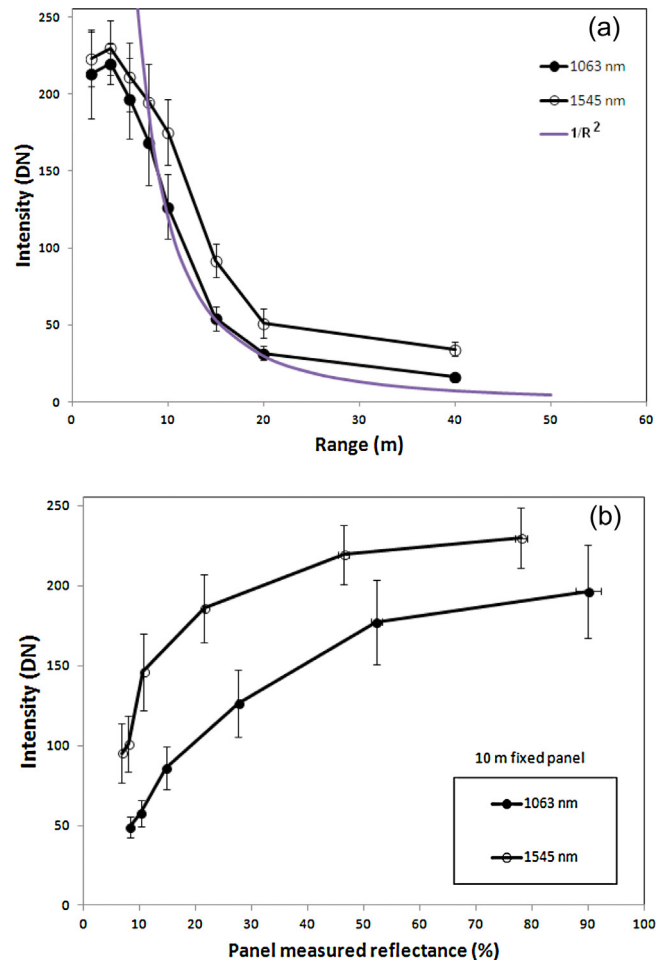 (a)
250
200
150
100
50
0
Intensity (DN)
1063 nm
1545 nm
1/R²
0 10 20 30 40 50 60
Range (m)
(b)
250
200
150
100
50
0
Intensity (DN)
10 m fixed panel
1063 nm
1545 nm
0 10 20 30 40 50 60 70 80 90 100
Panel measured reflectance (%)